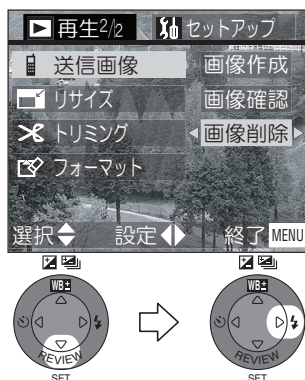 再生2/2 セットアップ
送信画像 画像作成
リサイズ 画像確認
トリミング 画像削除
フォーマット
選択 設定 終了 MENU
WB± WB±
REVIEW REVIEW
SET SET